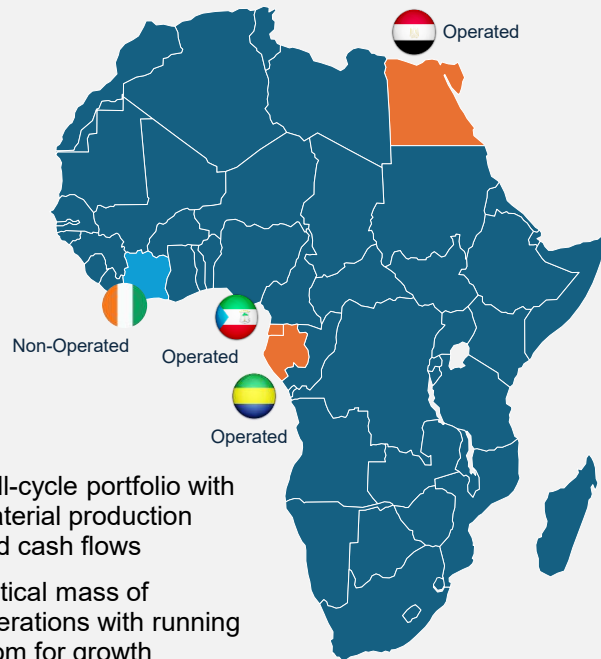 Operated
Non-Operated
Operated
Operated
ll-cycle portfolio with
aterial production
d cash flows
tical mass of
erations with running
om for growth